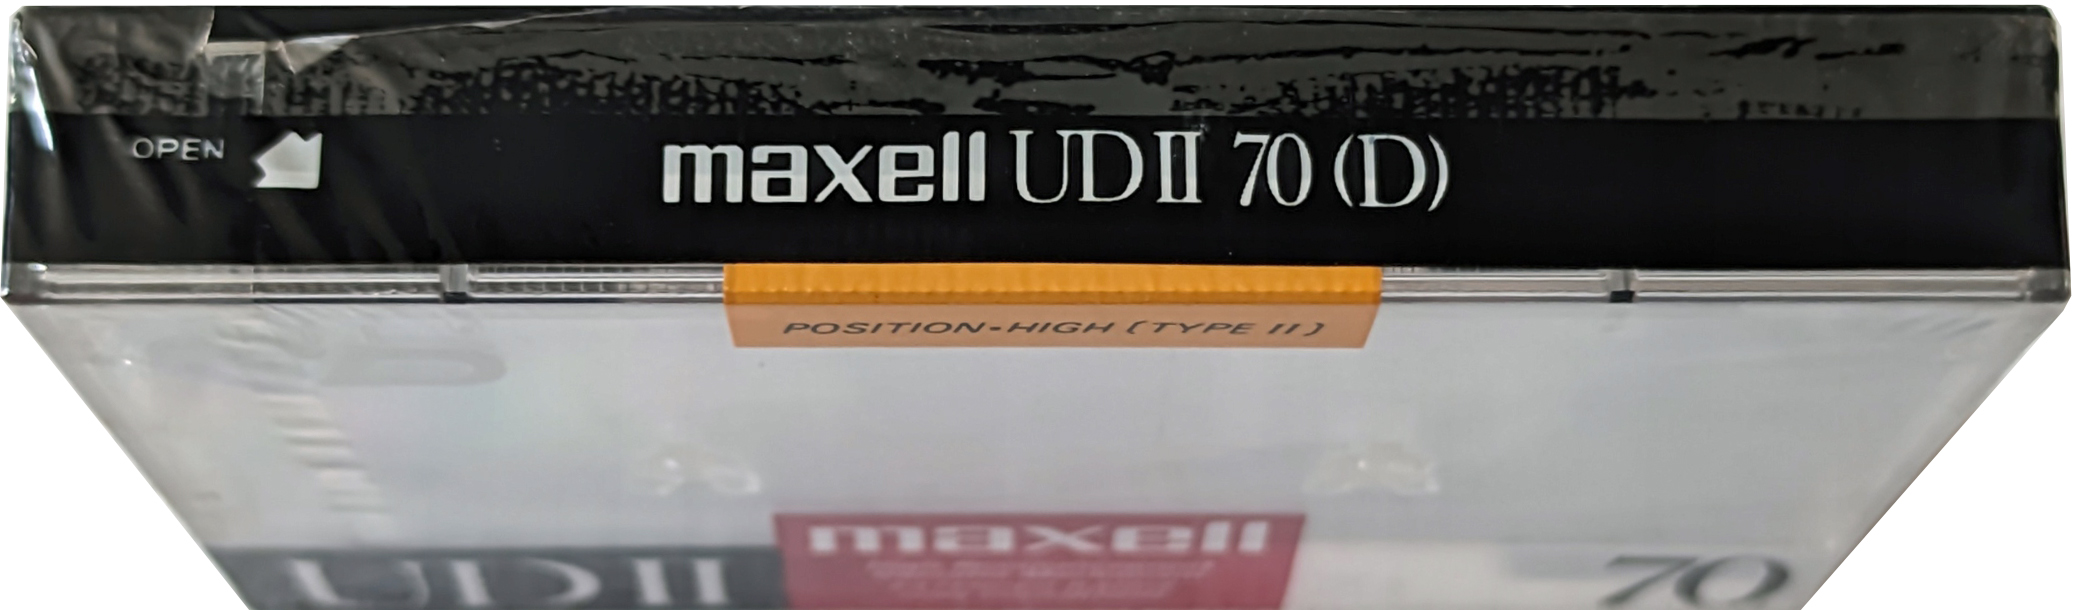 OPEN
maxell UD II 70 (D)
POSITION•HIGH (TYPE II)
maxell
UD II
70